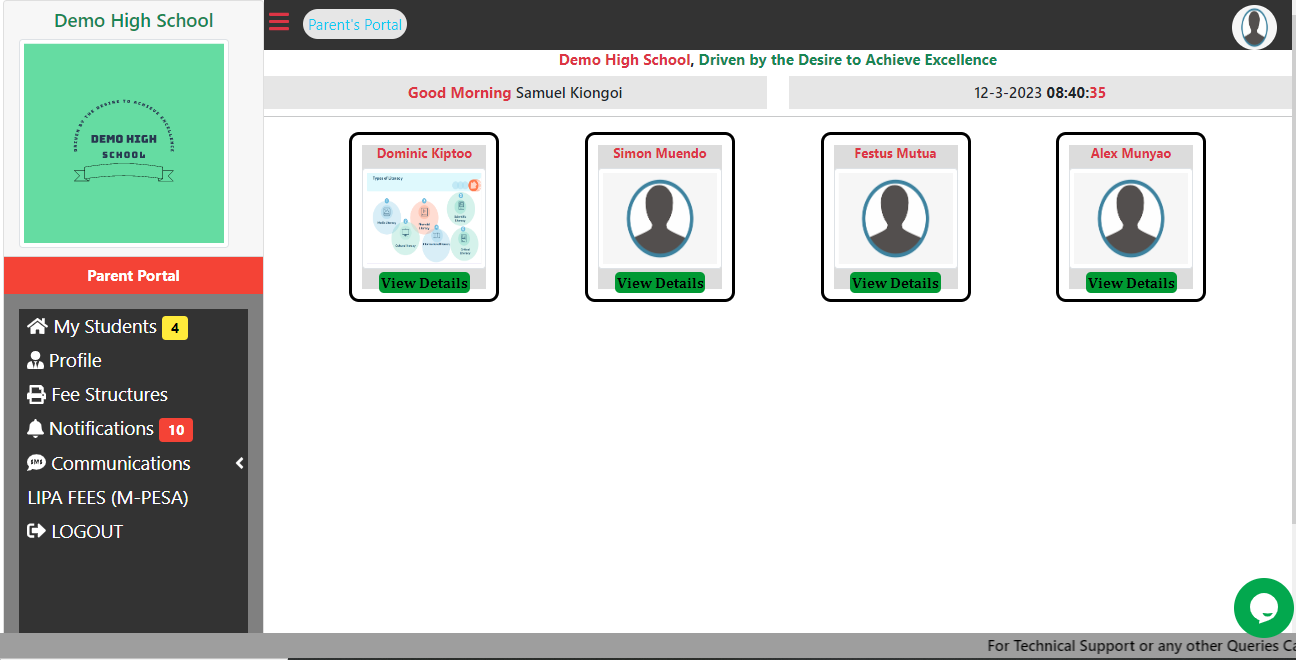 Demo High School
DRIVEN BY THE DESIRE TO ACHIEVE EXCELLENCE
DEMO HIGH
SCHOOL
Parent Portal
My Students 4
Profile
Fee Structures
Notifications 10
SMS Communications
LIPA FEES (M-PESA)
LOGOUT
Parent's Portal
Demo High School, Driven by the Desire to Achieve Excellence
Good Morning Samuel Kiongoi
12-3-2023 08:40:35
Dominic Kiptoo
Types of Literacy
View Details
Simon Muendo
View Details
Festus Mutua
View Details
Alex Munyao
View Details
For Technical Support or any other Queries Ca